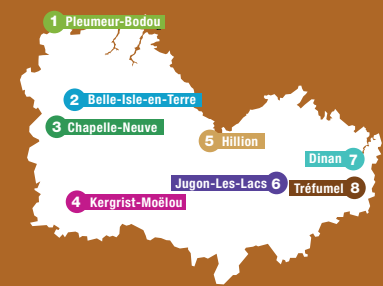 1 Pleumeur-Bodou
2 Belle-Isle-en-Terre
3 Chapelle-Neuve
5 Hillion
Dinan 7
Jugon-Les-Lacs 6
Tréfumel 8
4 Kergrist-Moëlou